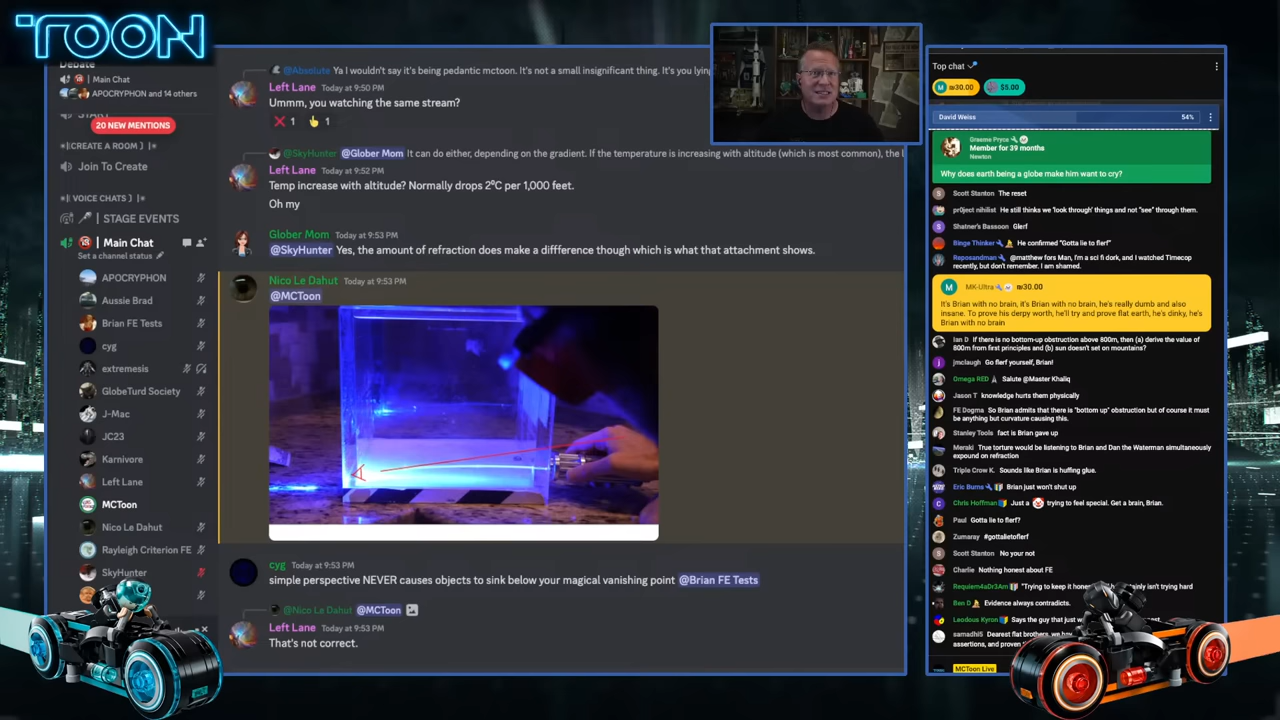 TOON
Debate
Main Chat
APOCRYPHON and 14 others
START
20 NEW MENTIONS
CREATE A ROOM
Join To Create
VOICE CHATS
STAGE EVENTS
Main Chat
Set a channel status
APOCRYPHON
Aussie Brad
Brian FE Tests
cyg
extremesis
GlobeTurd Society
J-Mac
JC23
Karnivore
Left Lane
MCToon
Nico Le Dahut
Rayleigh Criterion FE
SkyHunter
@Absolute Ya I wouldn't say it's being pedantic mctoon. It's not a small insignificant thing. It's you lying
Left Lane Today at 9:50 PM
Ummm, you watching the same stream?
1 1
@SkyHunter @Glober Mom It can do either, depending on the gradient. If the temperature is increasing with altitude (which is most common), the
Left Lane Today at 9:52 PM
Temp increase with altitude? Normally drops 2ºC per 1,000 feet.
Oh my
Glober Mom Today at 9:53 PM
@SkyHunter Yes, the amount of refraction does make a diffference though which is what that attachment shows.
Nico Le Dahut Today at 9:53 PM
@MCToon
cyg Today at 9:53 PM
simple perspective NEVER causes objects to sink below your magical vanishing point @Brian FE Tests
@Nico Le Dahut @MCToon
Left Lane Today at 9:53 PM
That's not correct.
Top chat
M ₪30.00 $5.00
David Weiss 54%
Graeme Pryce
Member for 39 months
Newton
Why does earth being a globe make him want to cry?
Scott Stanton The reset
pr0ject nihilist He still thinks we "look through' things and not "see" through them.
Shatner's Bassoon Glerf
Binge Thinker He confirmed "Gotta lie to flerf"
Reposandman @matthew fors Man, I'm a sci fi dork, and I watched Timecop
recently, but don't remember. I am shamed.
M MK-Ultra ₪30.00
It's Brian with no brain, it's Brian with no brain, he's really dumb and also
insane. To prove his derpy worth, he'll try and prove flat earth, he's dinky, he's
Brian with no brain
Ian D If there is no bottom-up obstruction above 800m, then (a) derive the value of
800m from first principles and (b) sun doesn't set on mountains?
j jmclaugh Go flerf yourself, Brian!
Omega RED Salute @Master Khaliq
Jason T knowledge hurts them physically
FE Dogma So Brian admits that there is "bottom up" obstruction but of course it must
be anything but curvature causing this.
Stanley Tools fact is Brian gave up
Meraki True torture would be listening to Brian and Dan the Waterman simultaneously
expound on refraction
Triple Crow K. Sounds like Brian is huffing glue.
Eric Burns Brian just won't shut up
C Chris Hoffman Just a trying to feel special. Get a brain, Brian.
Paul Gotta lie to flerf?
Zumaray #gottalietoflerf
S Scott Stanton No your not
Charlie Nothing honest about FE
Requiem4aDr3Am "Trying to keep it hones tainly isn't trying hard
Ben D Evidence always contradicts.
Leodous Kyron Says the guy that just w
samadhi5 Dearest flat brothers, we hav
assertions, and proven
MCToon Live